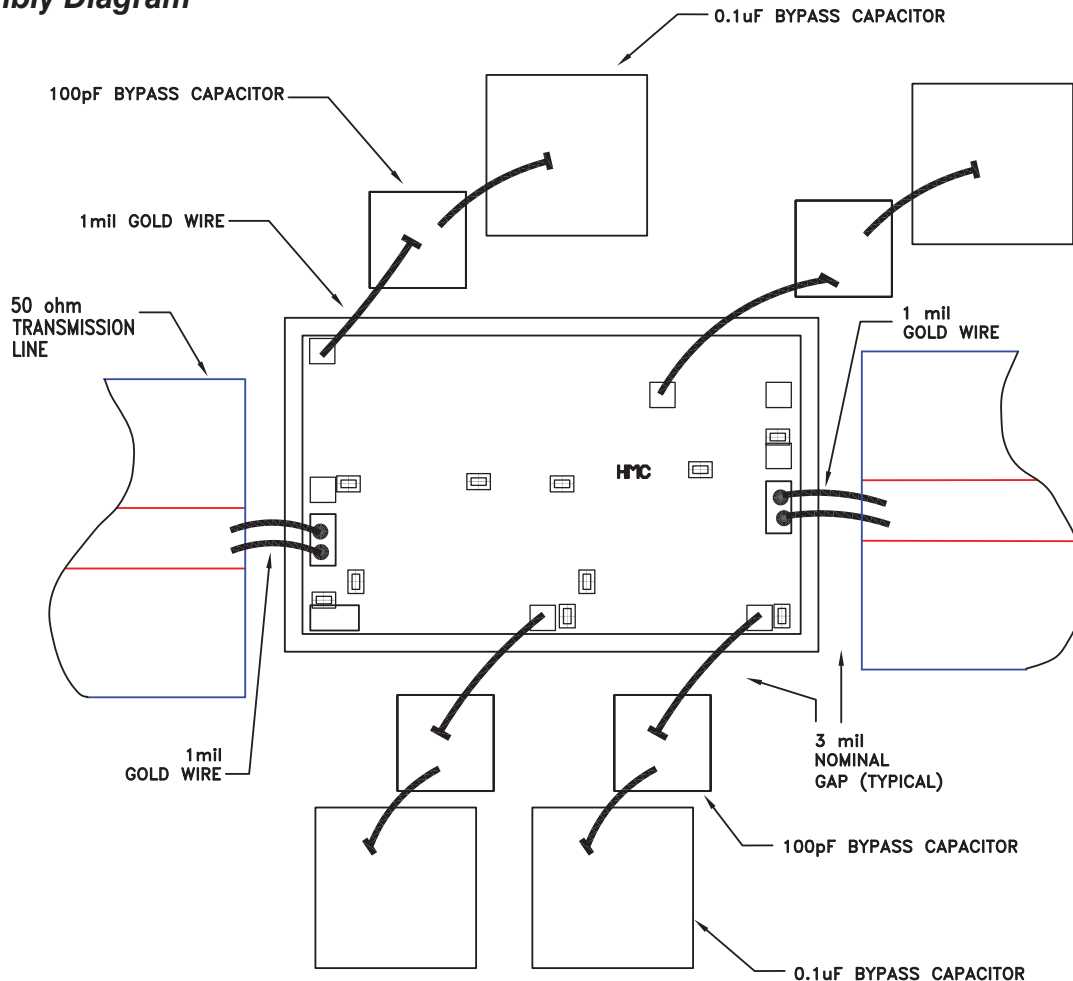 Diagram
0.1uF BYPASS CAPACITOR
100pF BYPASS CAPACITOR
1mil GOLD WIRE
50 ohm
TRANSMISSION
LINE
1 mil
GOLD WIRE
HMC
1mil
GOLD WIRE
3 mil
NOMINAL
GAP (TYPICAL)
100pF BYPASS CAPACITOR
0.1uF BYPASS CAPACITOR